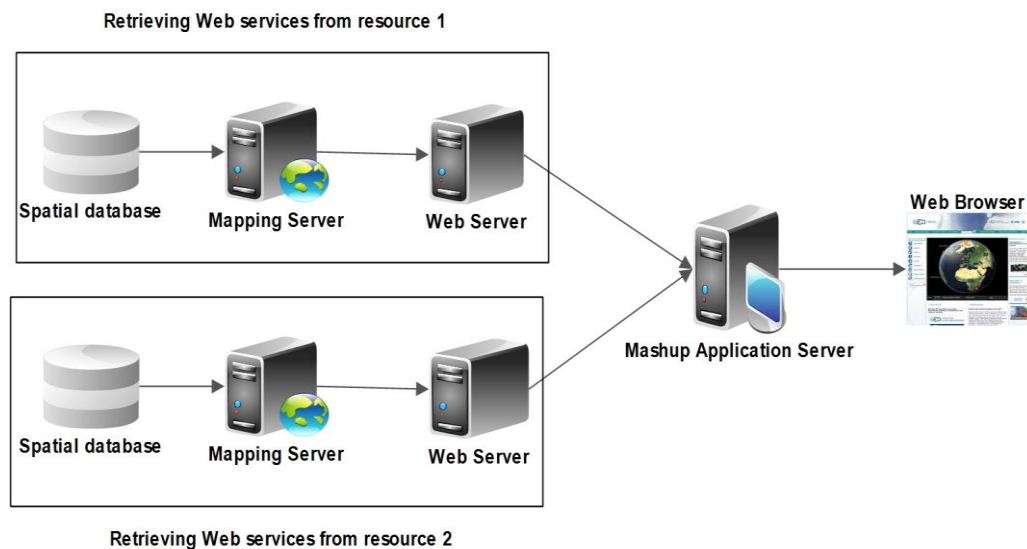 Retrieving Web services from resource 1
Spatial database
Mapping Server
Web Server
Web Browser
Mashup Application Server
Spatial database
Mapping Server
Web Server
Retrieving Web services from resource 2